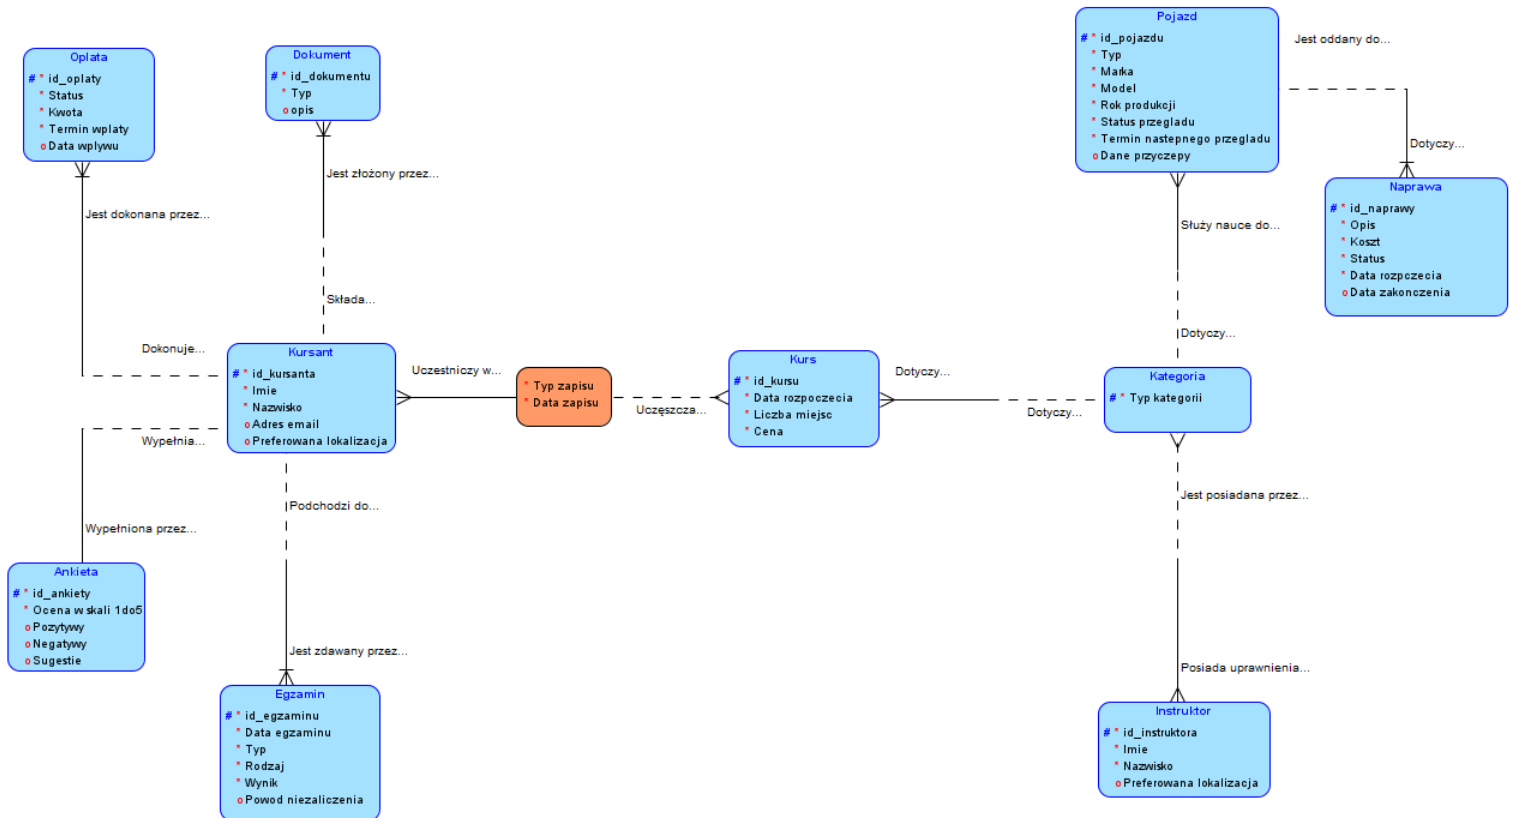 Oplata
# * id_oplaty
* Status
* Kwota
* Termin wplaty
o Data wplywu
Dokument
# * id_dokumentu
* Typ
o opis
Pojazd
# * id_pojazdu
* Typ
* Marka
* Model
* Rok produkcji
* Status przegladu
* Termin nastepnego przegladu
o Dane przyczepy
Jest oddany do...
Dotyczy...
Naprawa
# * id_naprawy
* Opis
* Koszt
* Status
* Data rozpczecia
o Data zakonczenia
Jest złożony przez...
Jest dokonana przez...
Służy nauce do...
Składa...
Dotyczy...
Dokonuje...
Kursant
# * id_kursanta
* Imie
* Nazwisko
o Adres email
o Preferowana lokalizacja
Uczestniczy w...
* Typ zapisu
* Data zapisu
Uczęszcza...
Kurs
# * id_kursu
* Data rozpoczecia
* Liczba miejsc
* Cena
Dotyczy...
Dotyczy...
Kategoria
# * Typ kategorii
Wypełnia...
Podchodzi do...
Jest posiadana przez...
Wypełniona przez...
Ankieta
# * id_ankiety
* Ocena w skali 1do5
o Pozytywy
o Negatywy
o Sugestie
Jest zdawany przez...
Posiada uprawnienia...
Egzamin
# * id_egzaminu
* Data egzaminu
* Typ
* Rodzaj
* Wynik
o Powod niezaliczenia
Instruktor
# * id_instruktora
* Imie
* Nazwisko
o Preferowana lokalizacja